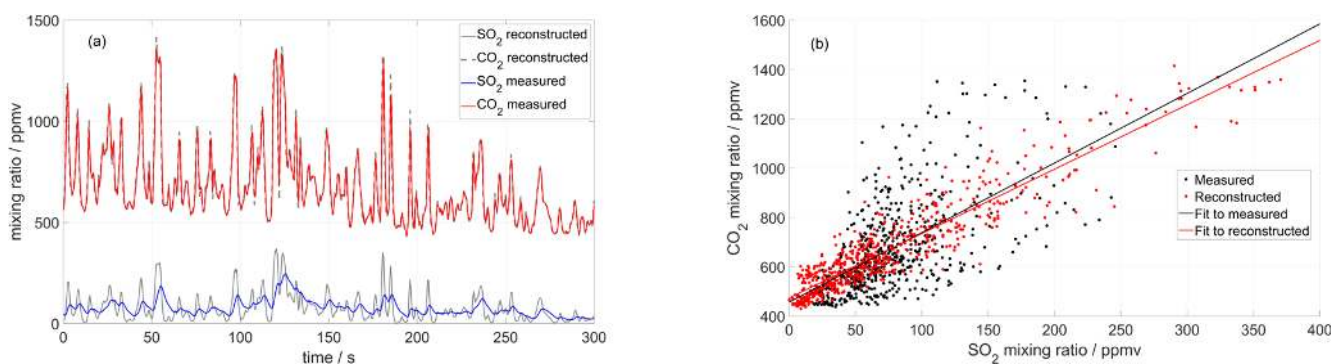 (a)
SO2 reconstructed
CO2 reconstructed
SO2 measured
CO2 measured
1500
1000
500
0
mixing ratio / ppmv
0 50 100 150 200 250 300
time / s
(b)
Measured
Reconstructed
Fit to measured
Fit to reconstructed
1600
1400
1200
1000
800
600
400
CO2 mixing ratio / ppmv
0 50 100 150 200 250 300 350 400
SO2 mixing ratio / ppmv